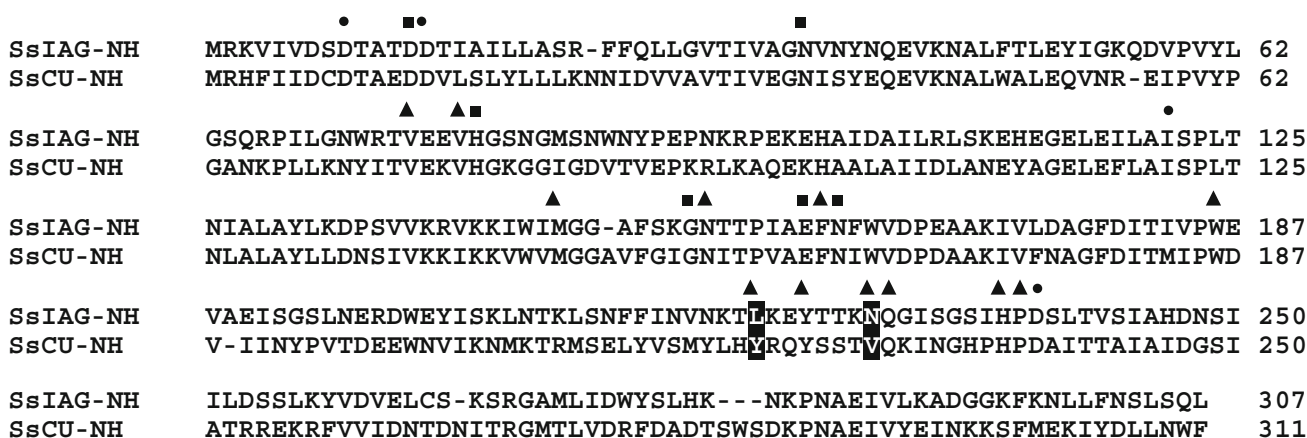 ● ■● ■
SsIAG-NH MRKVIVDSDTATDDTIAILLASR-FFQLLGVTIVAGNVNYNQEVKNALFTLEYIGKQDVPVYL 62
SsCU-NH MRHFIIDCDTAEDDVLSLYLLLKNNIDVVAVTIVEGNISYEQEVKNALWALEQVNR-EIPVYP 62
▲ ▲■ ●
SsIAG-NH GSQRPILGNWRTVEEVHGSNGMSNWNYPEPNKRPEKEHAIDAILRLSKEHEGELEILAISPLT 125
SsCU-NH GANKPLLKNYITVEKVHGKGGIGDVTVEPKRLKAQEKHAALAIIDLANEYAGELEFLAISPLT 125
▲ ■▲ ■▲■ ▲
SsIAG-NH NIALAYLKDPSVVKRVKKIWIMGG-AFSKGNTTPIAEFNFWVDPEAAKIVLDAGFDITIVPWE 187
SsCU-NH NLALAYLLDNSIVKKIKKVWVMGGAVFGIGNITPVAEFNIWVDPDAAKIVFNAGFDITMIPWD 187
▲ ▲ ▲▲ ▲▲●
SsIAG-NH VAEISGSLNERDWEYISKLNTKLSNFFINVNKTLKEYTTKNQGISGSIHPDSLTVSIAHDNSI 250
SsCU-NH V-IINYPVTDEEWNVIKNMKTRMSELYVSMYLHYRQYSSTVQKINGHPHPDAITTAIAIDGSI 250
SsIAG-NH ILDSSLKYVDVELCS-KSRGAMLIDWYSLHK---NKPNAEIVLKADGGKFKNLLFNSLSQL 307
SsCU-NH ATRREKRFVVIDNTDNITRGMTLVDRFDADTSWSDKPNAEIVYEINKKSFMEKIYDLLNWF 311